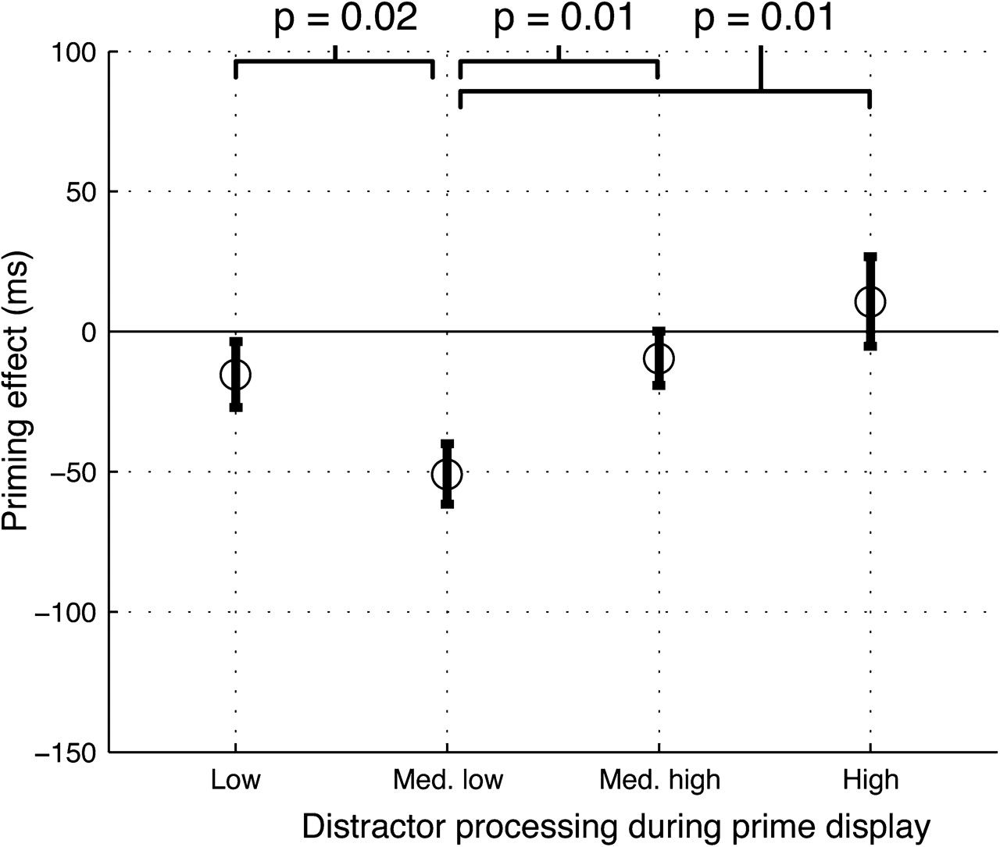 p = 0.02 p = 0.01 p = 0.01
100
50
0
−50
−100
−150
Priming effect (ms)
Low Med. low Med. high High
Distractor processing during prime display